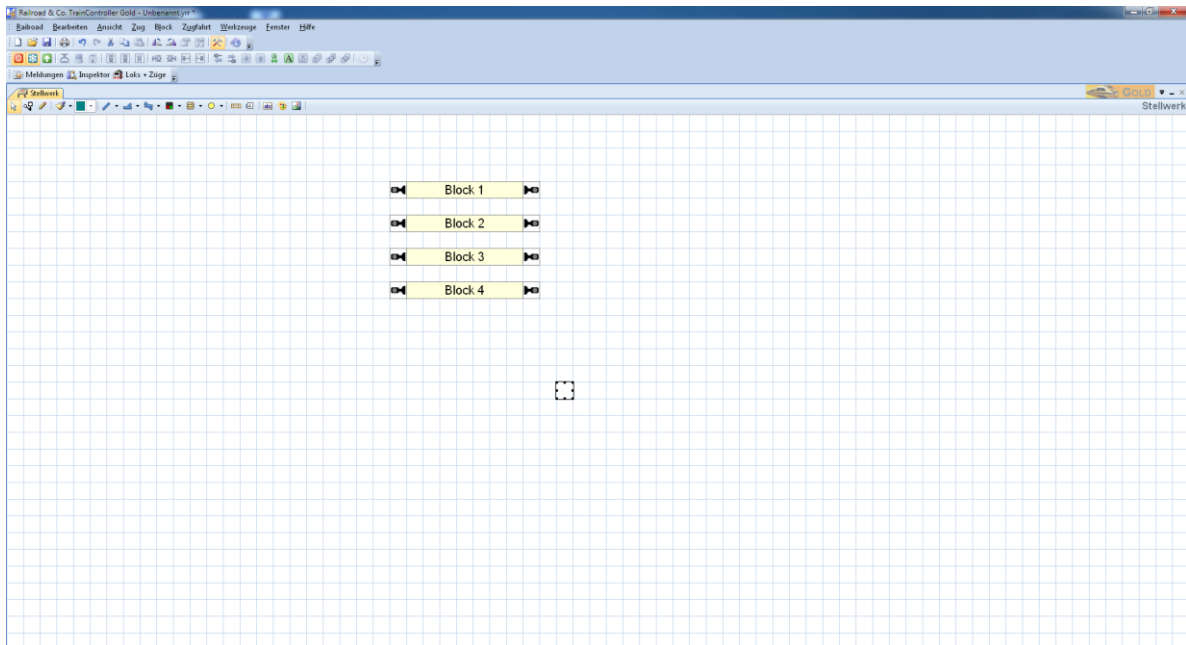 Railroad & Co. TrainController Gold - Unbenannt.yrr *
Railroad Bearbeiten Ansicht Zug Block Zugfahrt Werkzeuge Fenster Hilfe
Meldungen Inspektor Loks + Züge
Stellwerk
GOLD
Stellwerk
Block 1
Block 2
Block 3
Block 4